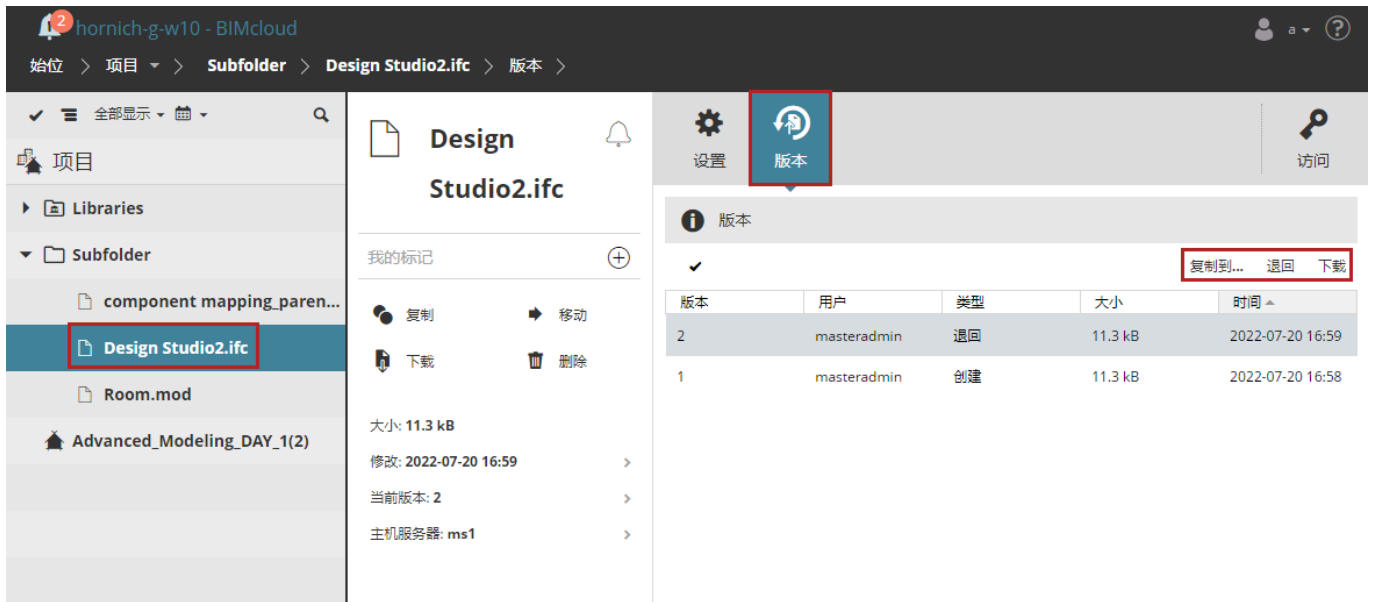 2
hornich-g-w10 - BIMcloud
a
?
始位 > 项目 > Subfolder > Design Studio2.ifc > 版本 >
全部显示
项目
Libraries
Subfolder
component mapping_paren...
Design Studio2.ifc
Room.mod
Advanced_Modeling_DAY_1(2)
Design
Studio2.ifc
我的标记
复制 移动
下载 删除
大小: 11.3 kB
修改: 2022-07-20 16:59
当前版本: 2
主机服务器: ms1
设置 版本 访问
版本
复制到... 退回 下载
版本 用户 类型 大小 时间
2 masteradmin 退回 11.3 kB 2022-07-20 16:59
1 masteradmin 创建 11.3 kB 2022-07-20 16:58